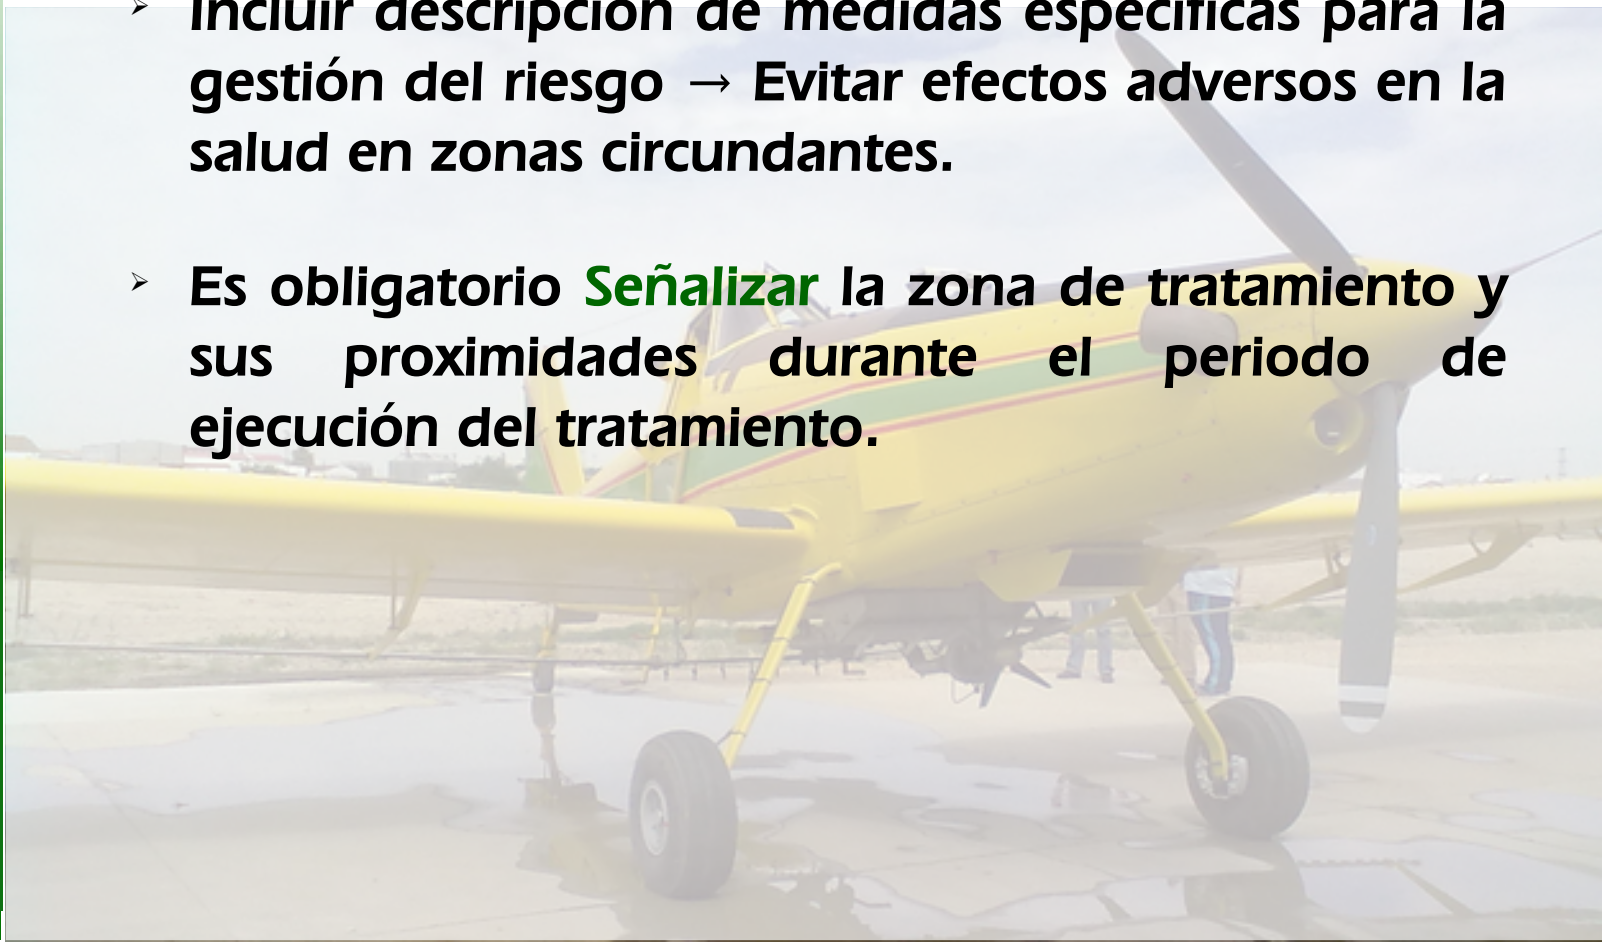 Incluir descripción de medidas específicas para la
gestión del riesgo → Evitar efectos adversos en la
salud en zonas circundantes.
Es obligatorio Señalizar la zona de tratamiento y
sus proximidades durante el periodo de
ejecución del tratamiento.